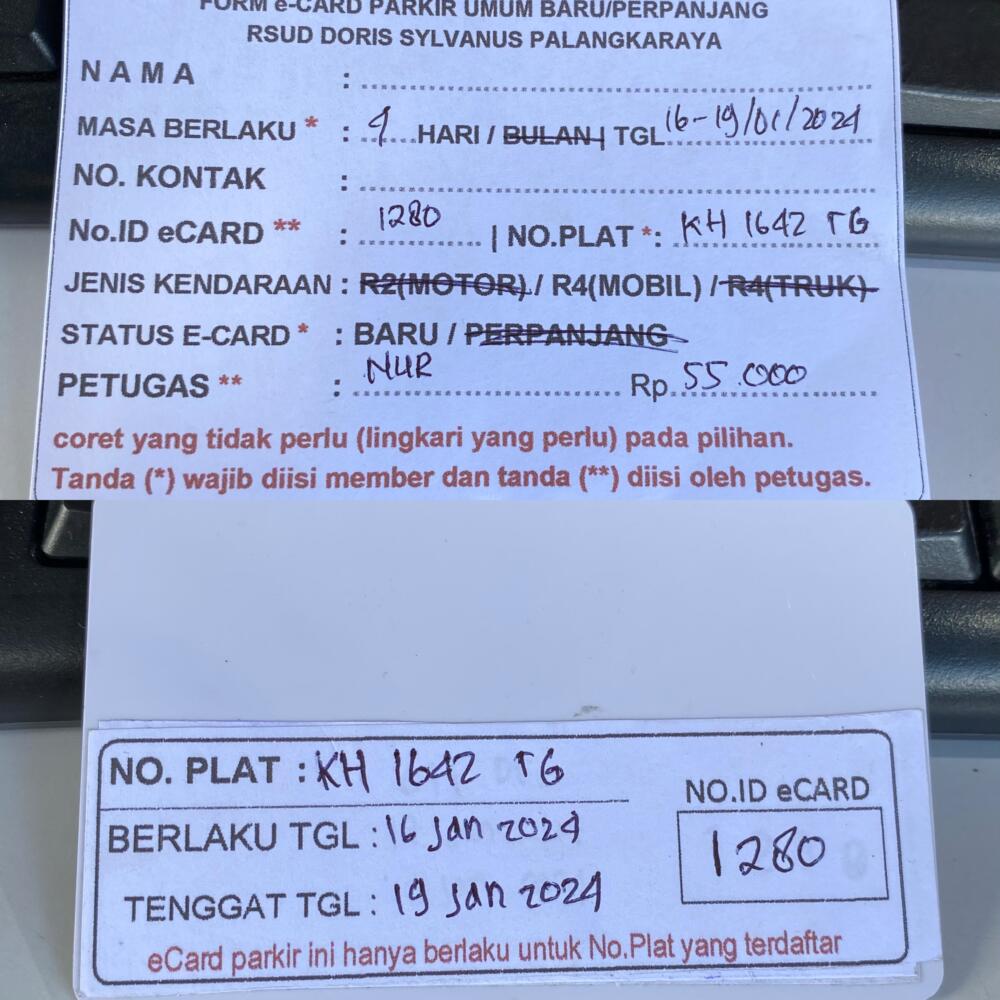 FORM e-CARD PARKIR UMUM BARU/PERPANJANG
RSUD DORIS SYLVANUS PALANGKARAYA
N A M A :
MASA BERLAKU * : 4 HARI / BULAN | TGL 16-19/01/2024
NO. KONTAK :
No.ID eCARD ** : 1280 | NO.PLAT *: KH 1642 TG
JENIS KENDARAAN : R2(MOTOR) / R4(MOBIL) / R4(TRUK)
STATUS E-CARD * : BARU / PERPANJANG
PETUGAS ** : NUR Rp. 55.000
coret yang tidak perlu (lingkari yang perlu) pada pilihan.
Tanda (*) wajib diisi member dan tanda (**) diisi oleh petugas.
NO. PLAT : KH 1642 TG
NO.ID eCARD
BERLAKU TGL : 16 Jan 2024
1280
TENGGAT TGL : 19 Jan 2024
eCard parkir ini hanya berlaku untuk No.Plat yang terdaftar